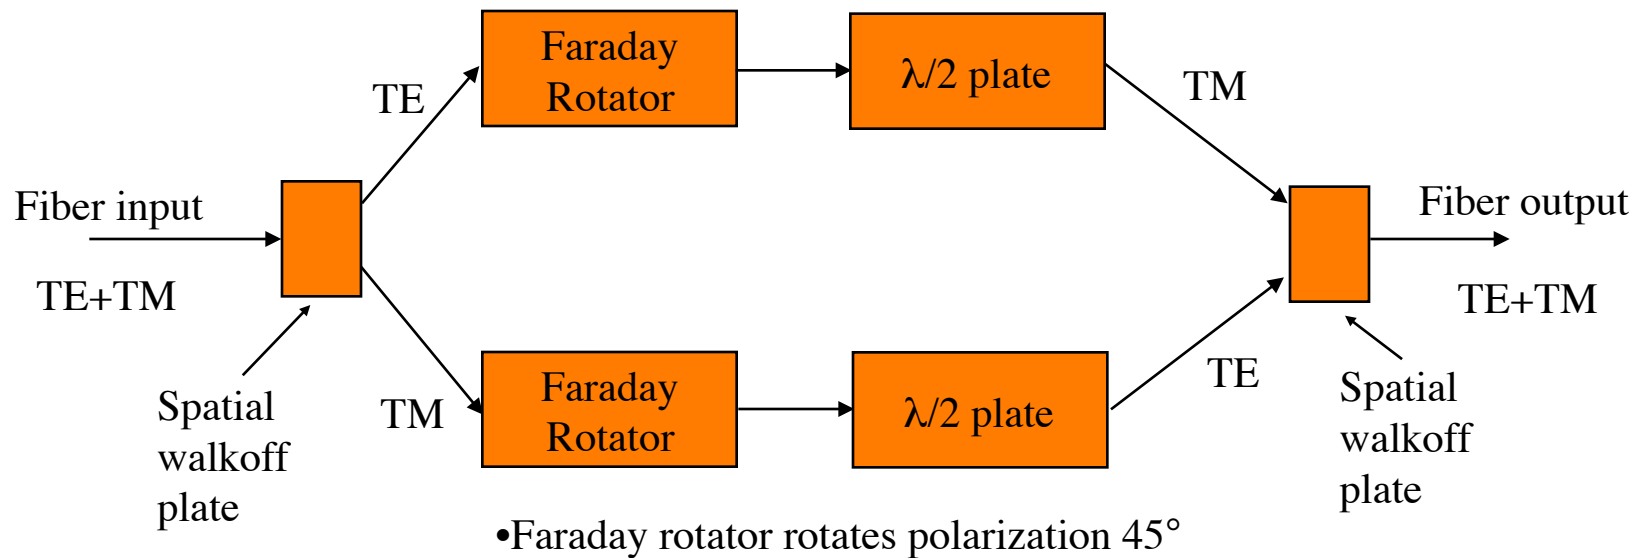 Faraday
Rotator
λ/2 plate
TE
TM
Fiber input
TE+TM
Fiber output
TE+TM
Spatial
walkoff
plate
TM
Faraday
Rotator
λ/2 plate
TE
Spatial
walkoff
plate
•Faraday rotator rotates polarization 45°